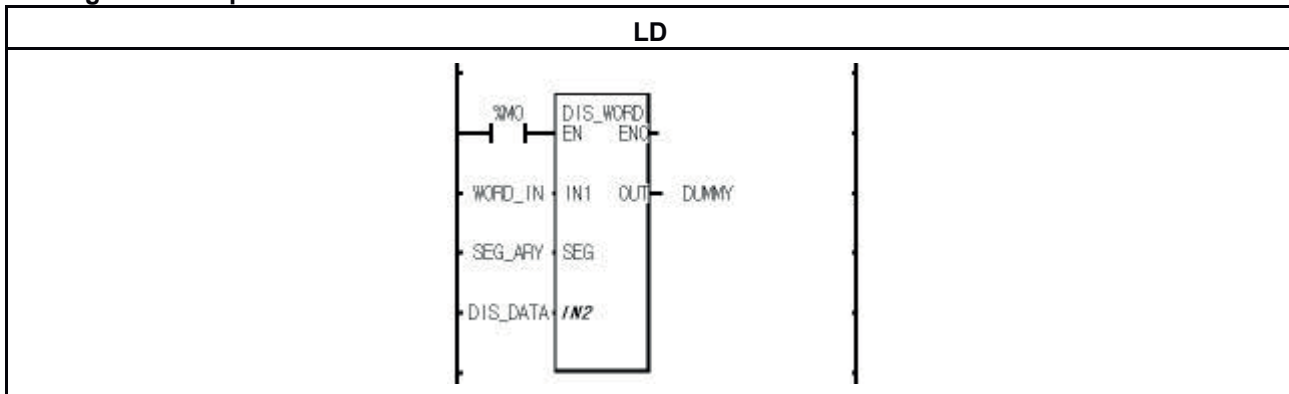 LD
%M0
DIS_WORD
EN ENO
WORD_IN IN1 OUT DUMMY
SEG_ARY SEG
DIS_DATA IN2